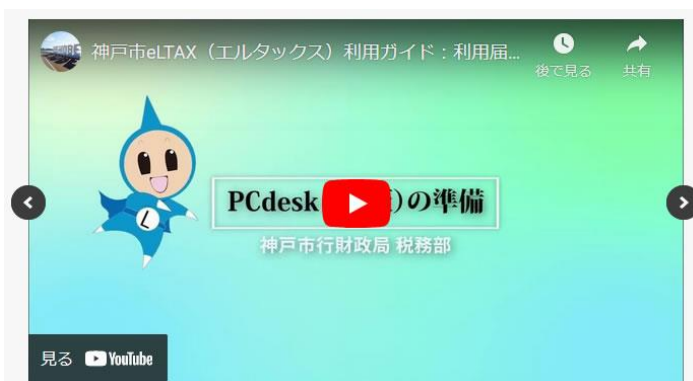 神戸市eLTAX（エルタックス）利用ガイド：利用届...
後で見る
共有
PCdesk )の準備
神戸市行財政局 税務部
L
見る YouTube